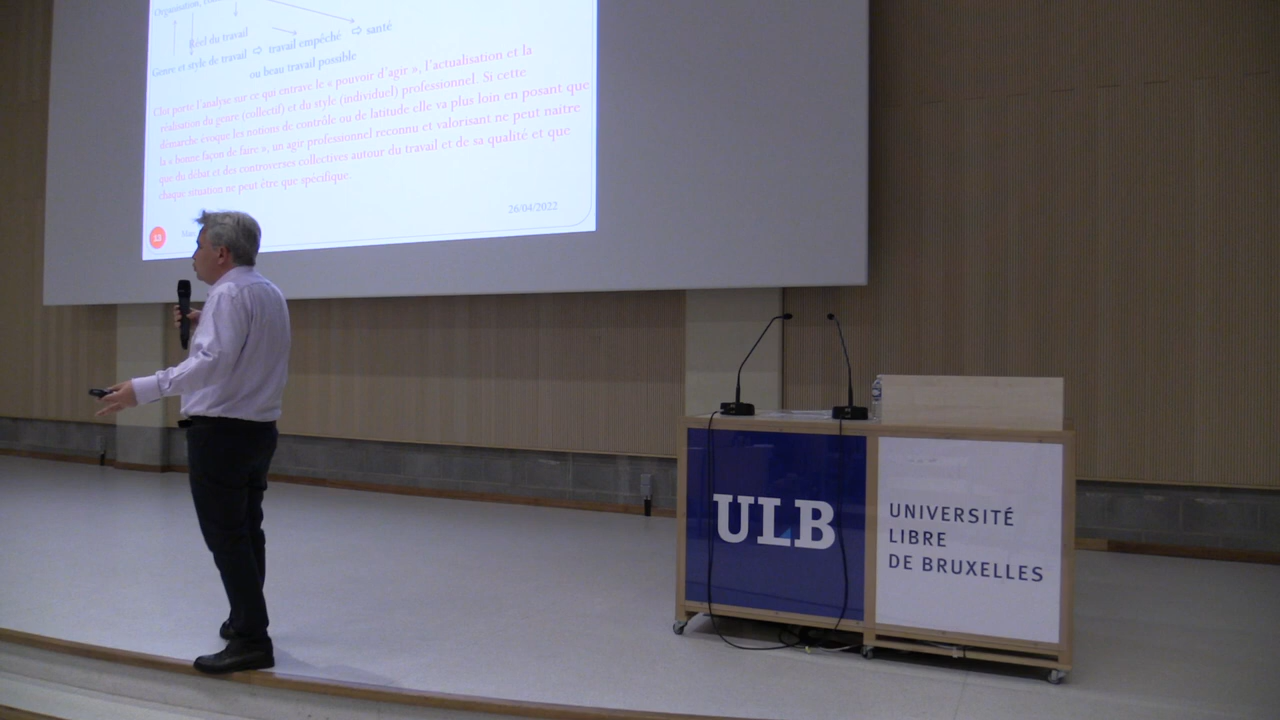 Organisation,
Réel du travail
Genre et style de travail ⇨ travail empêché ⇨ santé
ou beau travail possible
Clot porte l'analyse sur ce qui entrave le « pouvoir d'agir », l'actualisation et la
réalisation du genre (collectif) et du style (individuel) professionnel. Si cette
démarche évoque les notions de contrôle ou de latitude elle va plus loin en posant que
la « bonne façon de faire », un agir professionnel reconnu et valorisant ne peut naître
que du débat et des controverses collectives autour du travail et de sa qualité et que
chaque situation ne peut être que spécifique.
26/04/2022
13
ULB
UNIVERSITÉ
LIBRE
DE BRUXELLES